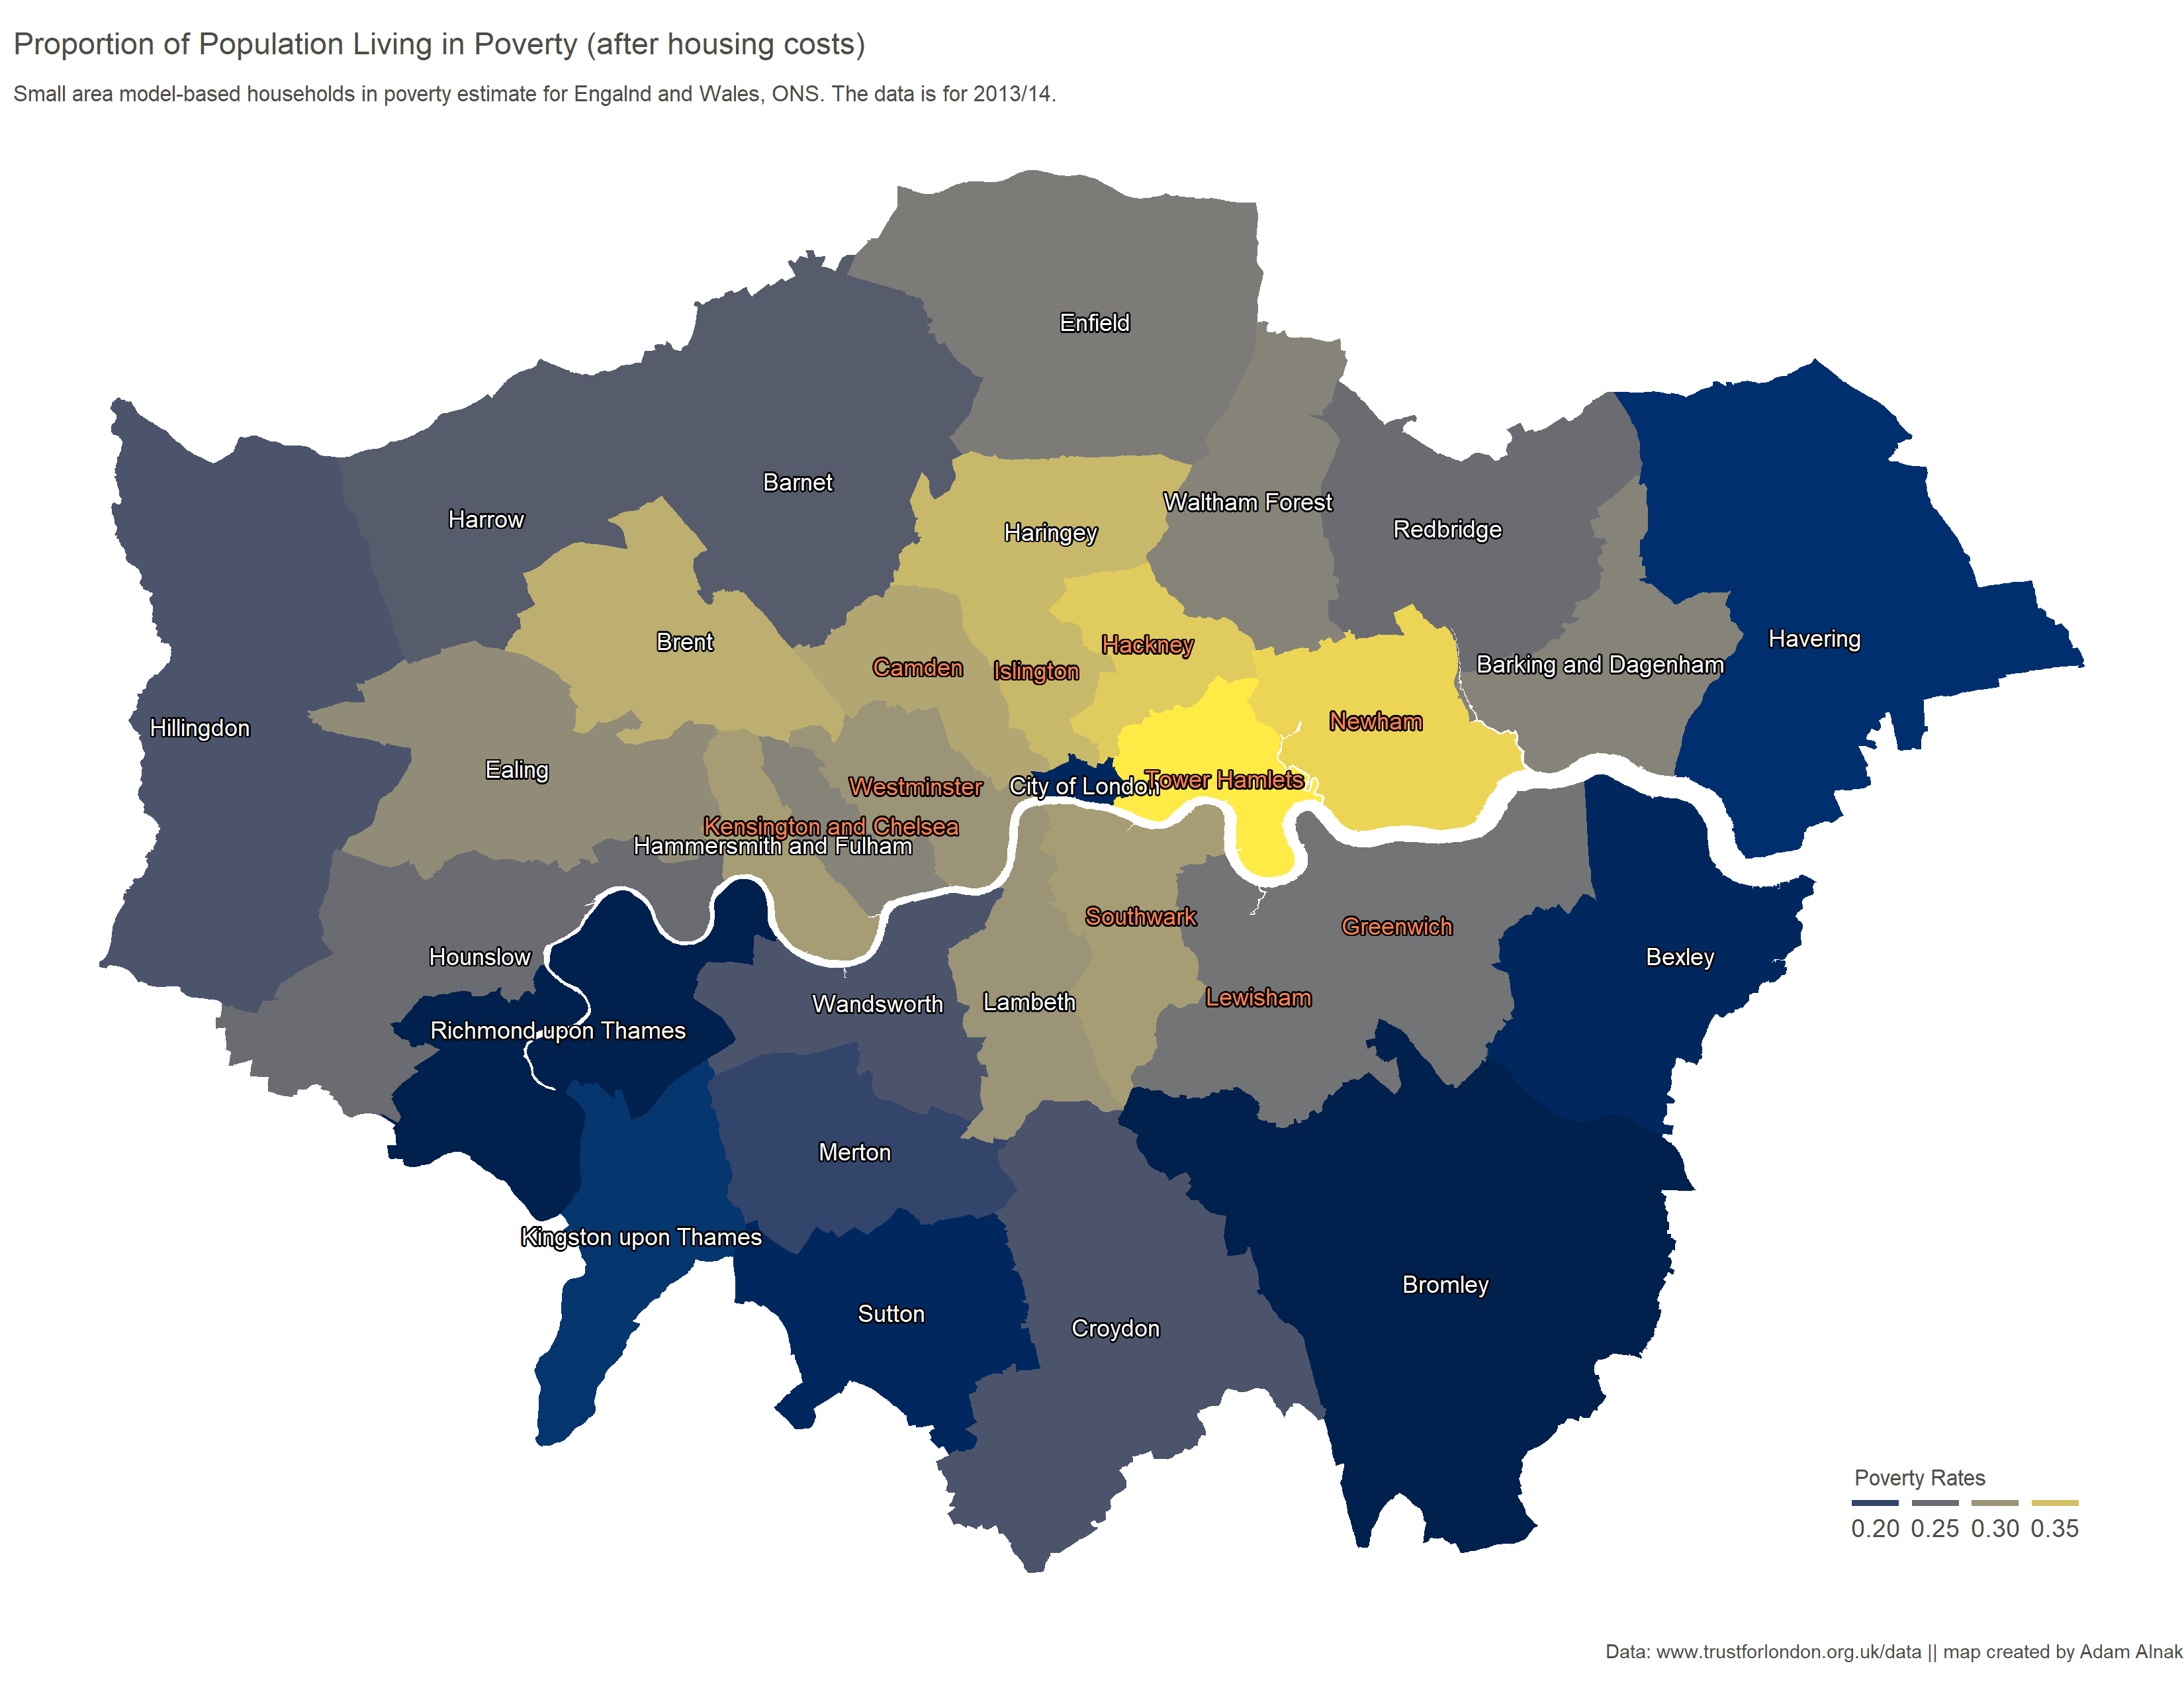 Proportion of Population Living in Poverty (after housing costs)
Small area model-based households in poverty estimate for Engalnd and Wales, ONS. The data is for 2013/14.
Enfield
Barnet
Waltham Forest
Harrow
Redbridge
Haringey
Havering
Brent
Hackney
Barking and Dagenham
Camden
Islington
Newham
Hillingdon
Ealing
Tower Hamlets
City of London
Westminster
Kensington and Chelsea
Hammersmith and Fulham
Southwark
Greenwich
Hounslow
Bexley
Lewisham
Lambeth
Wandsworth
Richmond upon Thames
Merton
Kingston upon Thames
Bromley
Sutton
Croydon
Poverty Rates
0.20 0.25 0.30 0.35
Data: www.trustforlondon.org.uk/data || map created by Adam Alnak